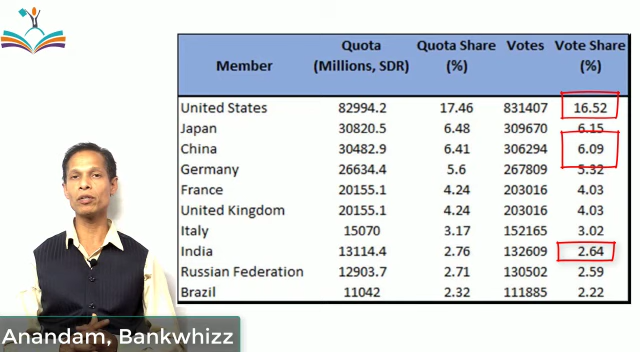 Member Quota (Millions, SDR) Quota Share (%) Votes Vote Share (%)
United States 82994.2 17.46 831407 16.52
Japan 30820.5 6.48 309670 6.15
China 30482.9 6.41 306294 6.09
Germany 26634.4 5.6 267809 5.32
France 20155.1 4.24 203016 4.03
United Kingdom 20155.1 4.24 203016 4.03
Italy 15070 3.17 152165 3.02
India 13114.4 2.76 132609 2.64
Russian Federation 12903.7 2.71 130502 2.59
Brazil 11042 2.32 111885 2.22
Anandam, Bankwhizz